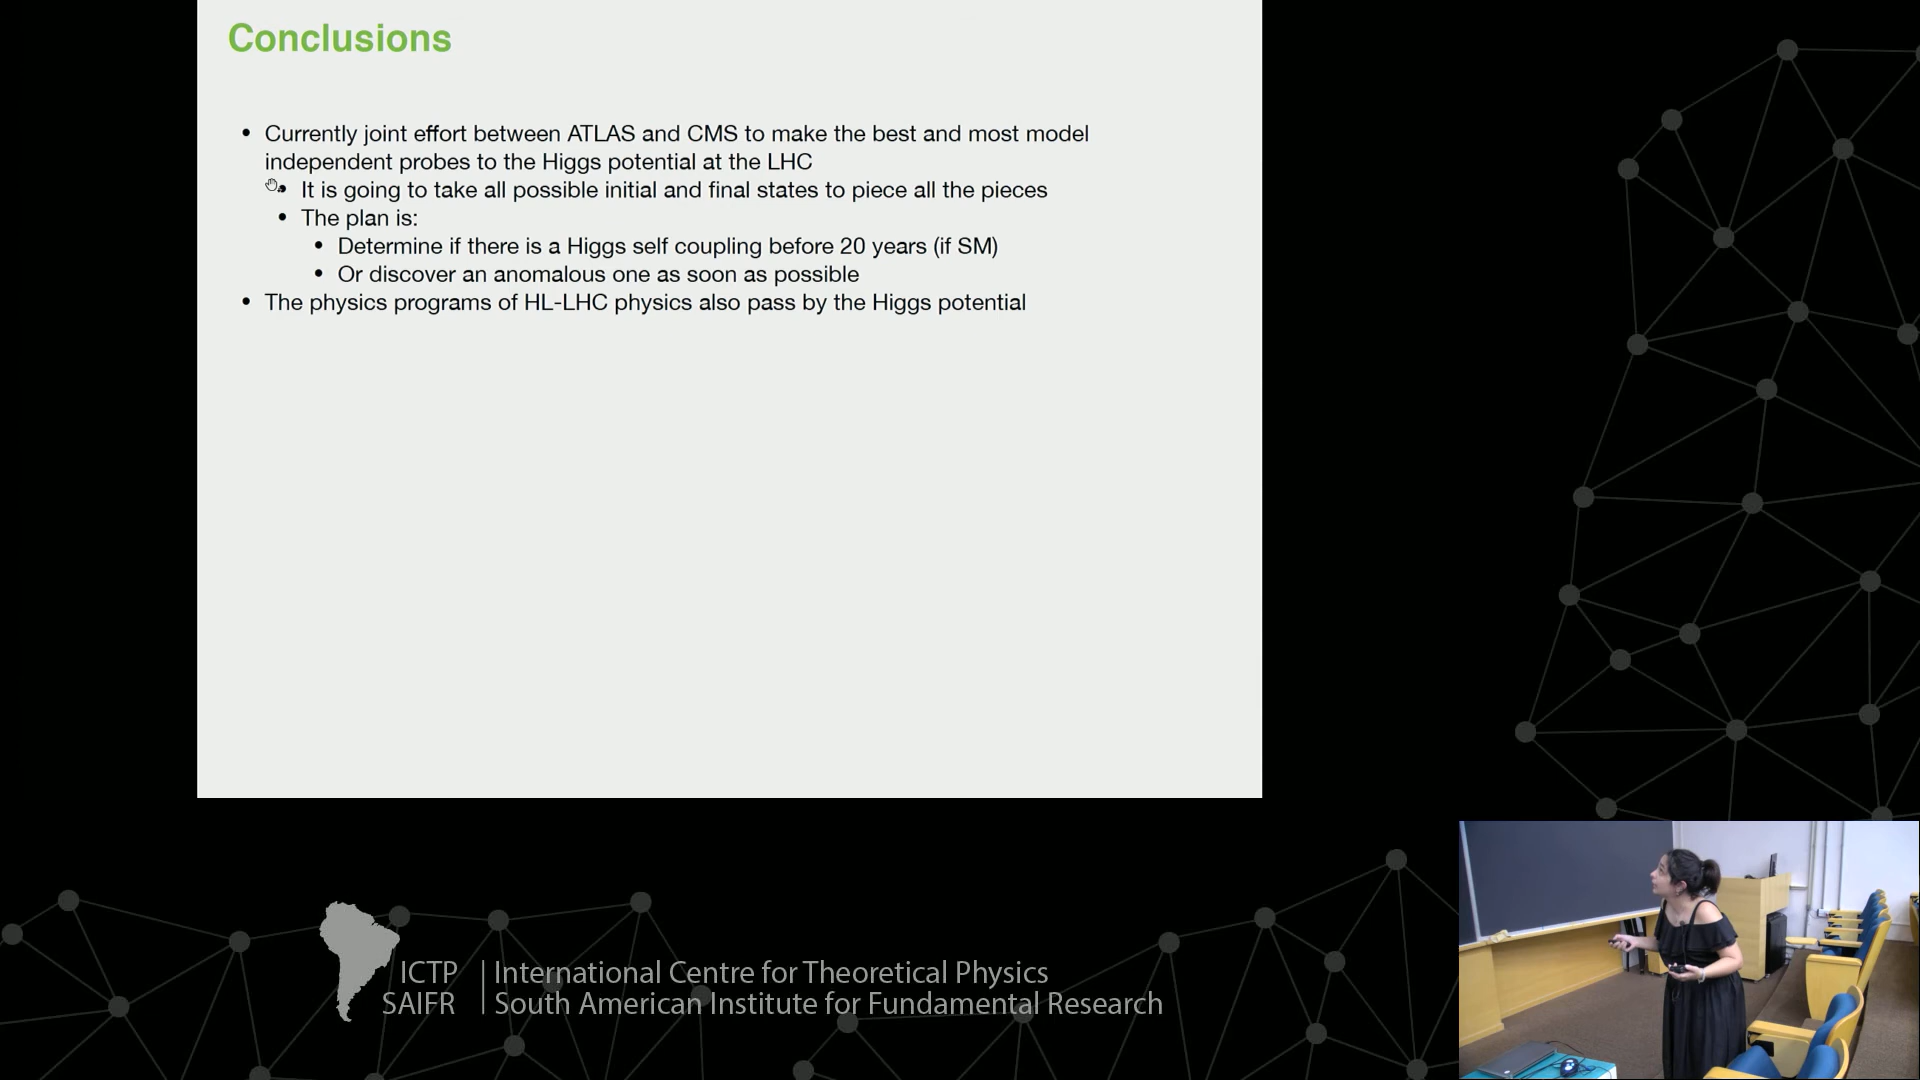 Conclusions
• Currently joint effort between ATLAS and CMS to make the best and most model
independent probes to the Higgs potential at the LHC
• It is going to take all possible initial and final states to piece all the pieces
• The plan is:
• Determine if there is a Higgs self coupling before 20 years (if SM)
• Or discover an anomalous one as soon as possible
• The physics programs of HL-LHC physics also pass by the Higgs potential
ICTP | International Centre for Theoretical Physics
SAIFR | South American Institute for Fundamental Research